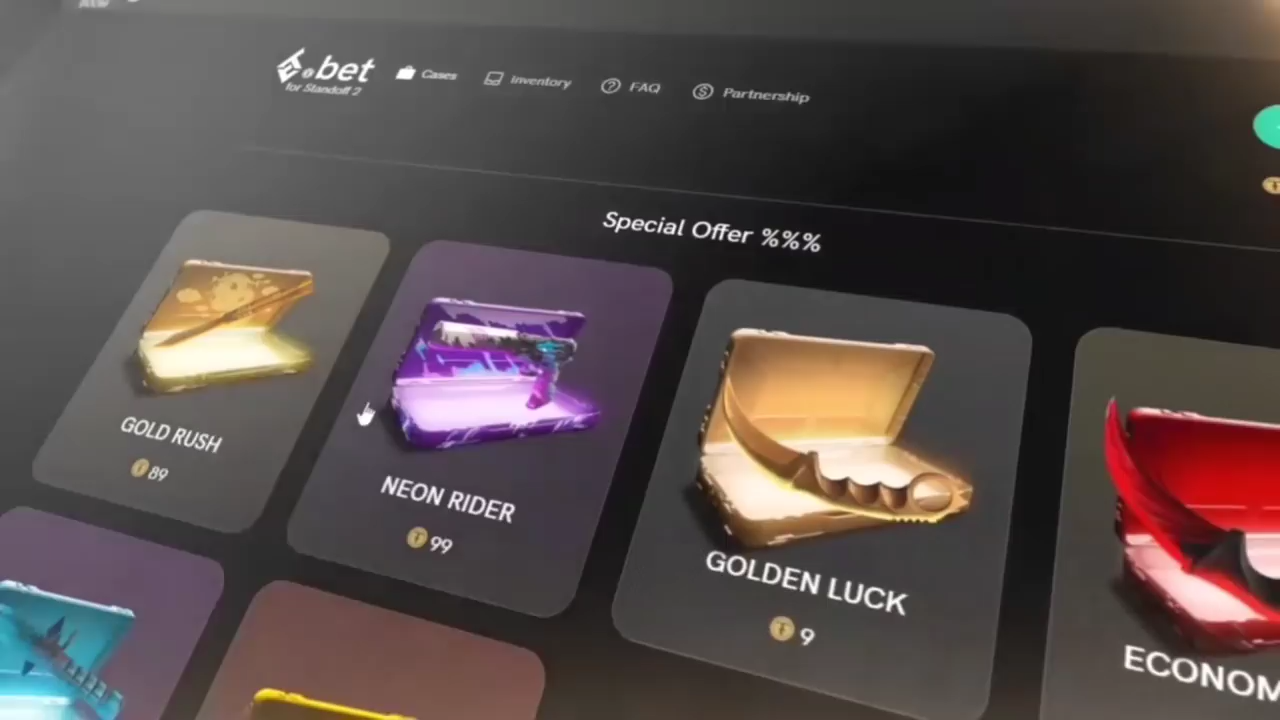 .bet
for Standoff 2
Cases
Inventory
FAQ
Partnership
Special Offer %%%
GOLD RUSH
89
NEON RIDER
99
GOLDEN LUCK
9
ECONOM